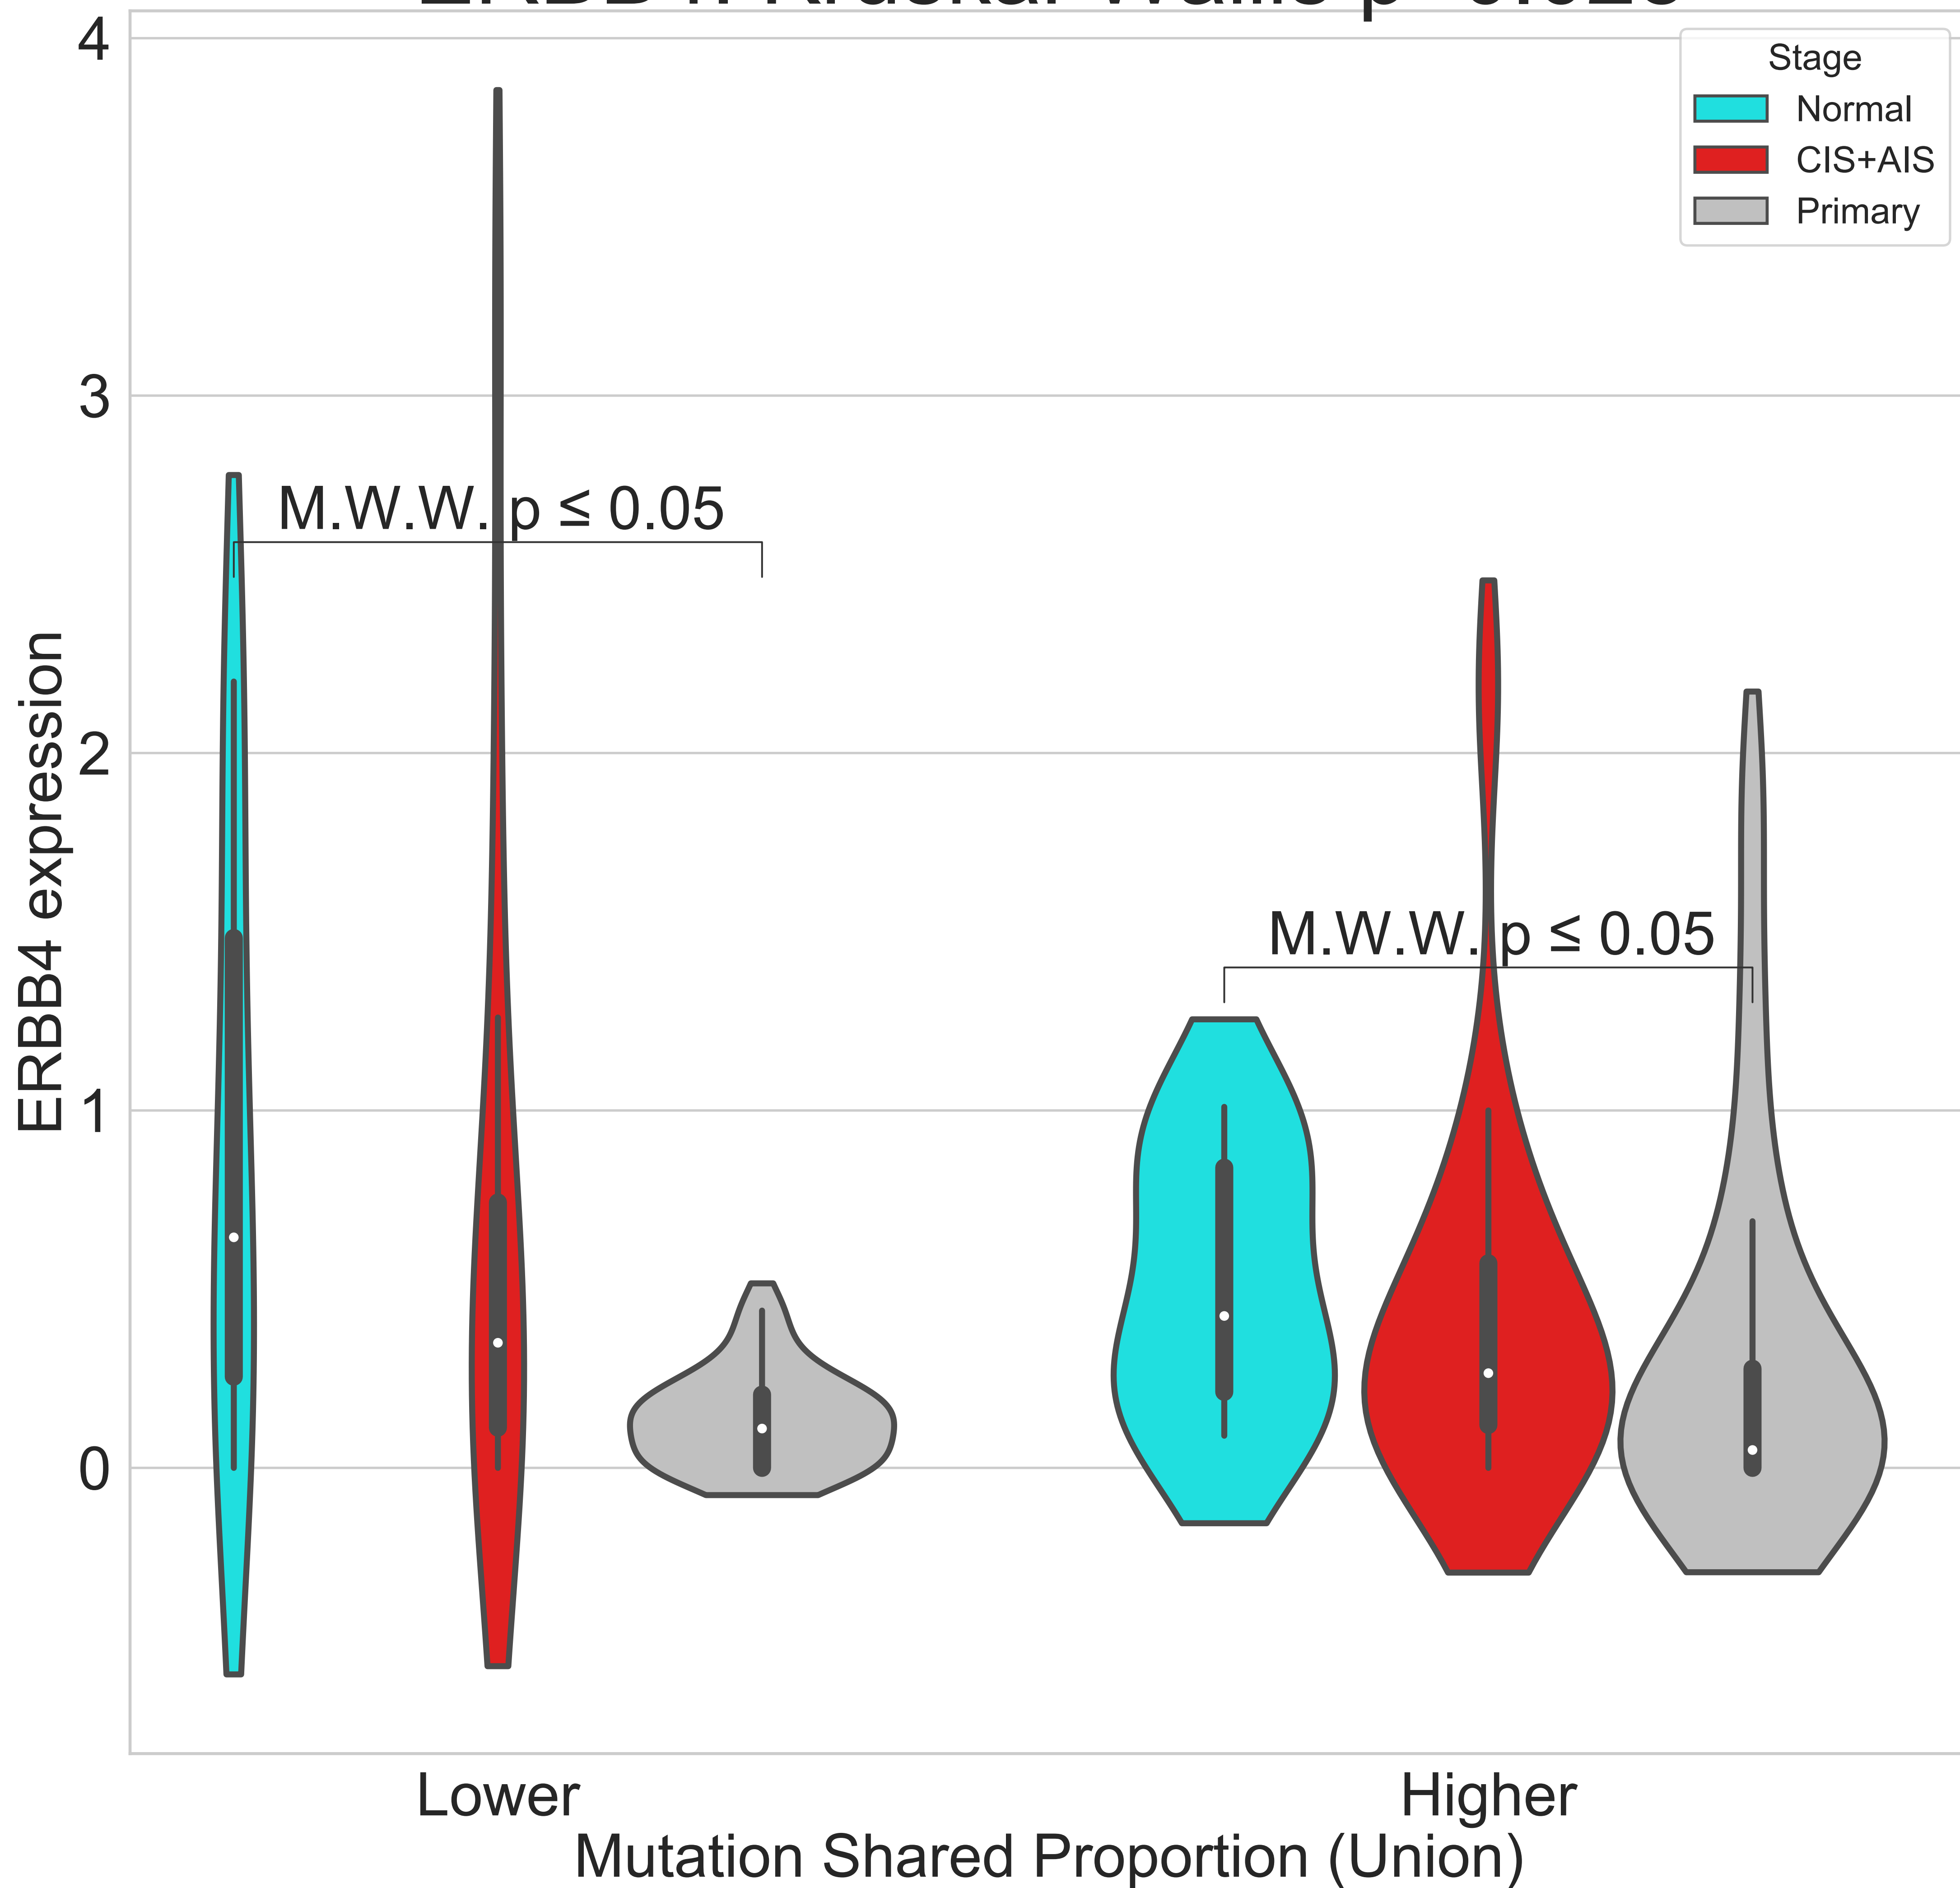 4
Stage
Normal
CIS+AIS
Primary
3
M.W.W. p ≤ 0.05
2
M.W.W. p ≤ 0.05
1
0
ERBB4 expression
Lower
Higher
Mutation Shared Proportion (Union)